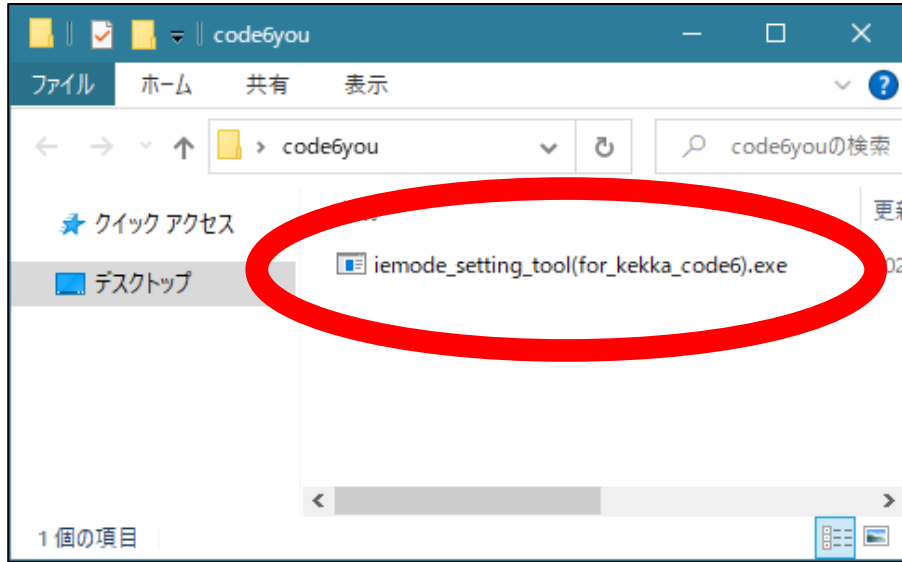 code6you
ファイル ホーム 共有 表示
code6you code6youの検索
クイック アクセス
デスクトップ
iemode_setting_tool(for_kekka_code6).exe
1 個の項目